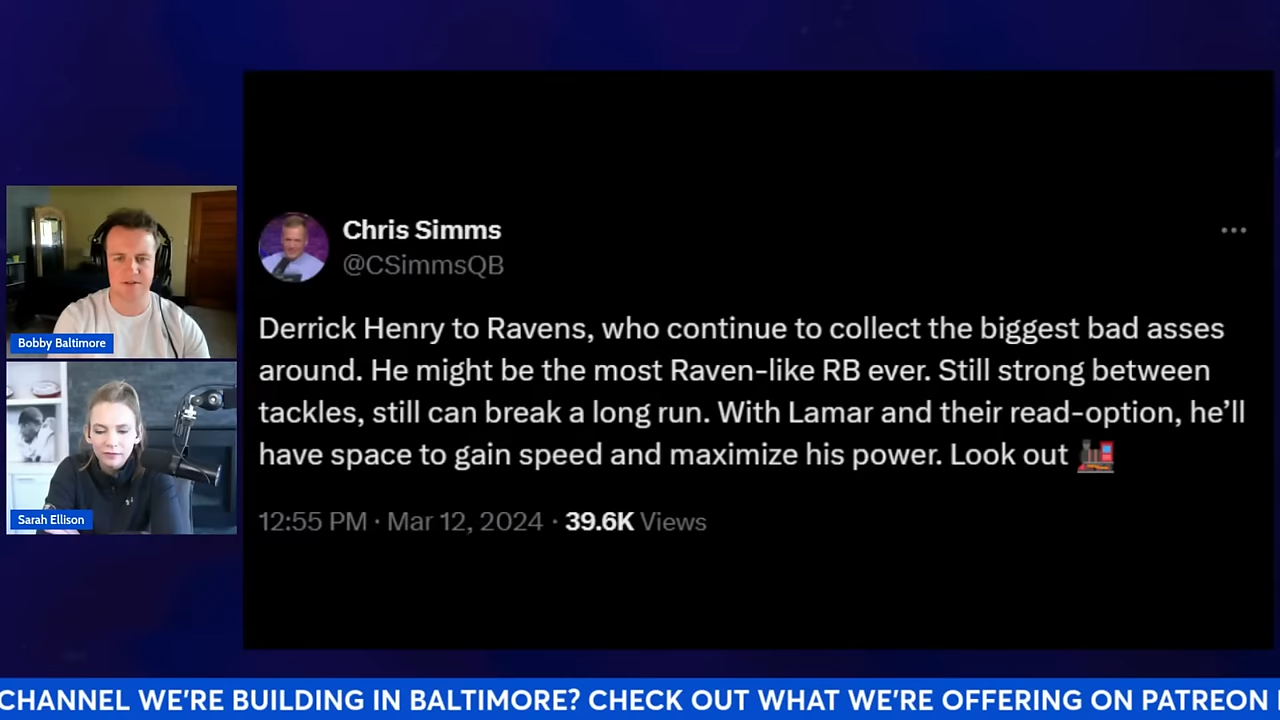 Chris Simms
@CSimmsQB
Derrick Henry to Ravens, who continue to collect the biggest bad asses
around. He might be the most Raven-like RB ever. Still strong between
tackles, still can break a long run. With Lamar and their read-option, he’ll
have space to gain speed and maximize his power. Look out 🚂
12:55 PM · Mar 12, 2024 · 39.6K Views
Bobby Baltimore
Sarah Ellison
CHANNEL WE'RE BUILDING IN BALTIMORE? CHECK OUT WHAT WE'RE OFFERING ON PATREON